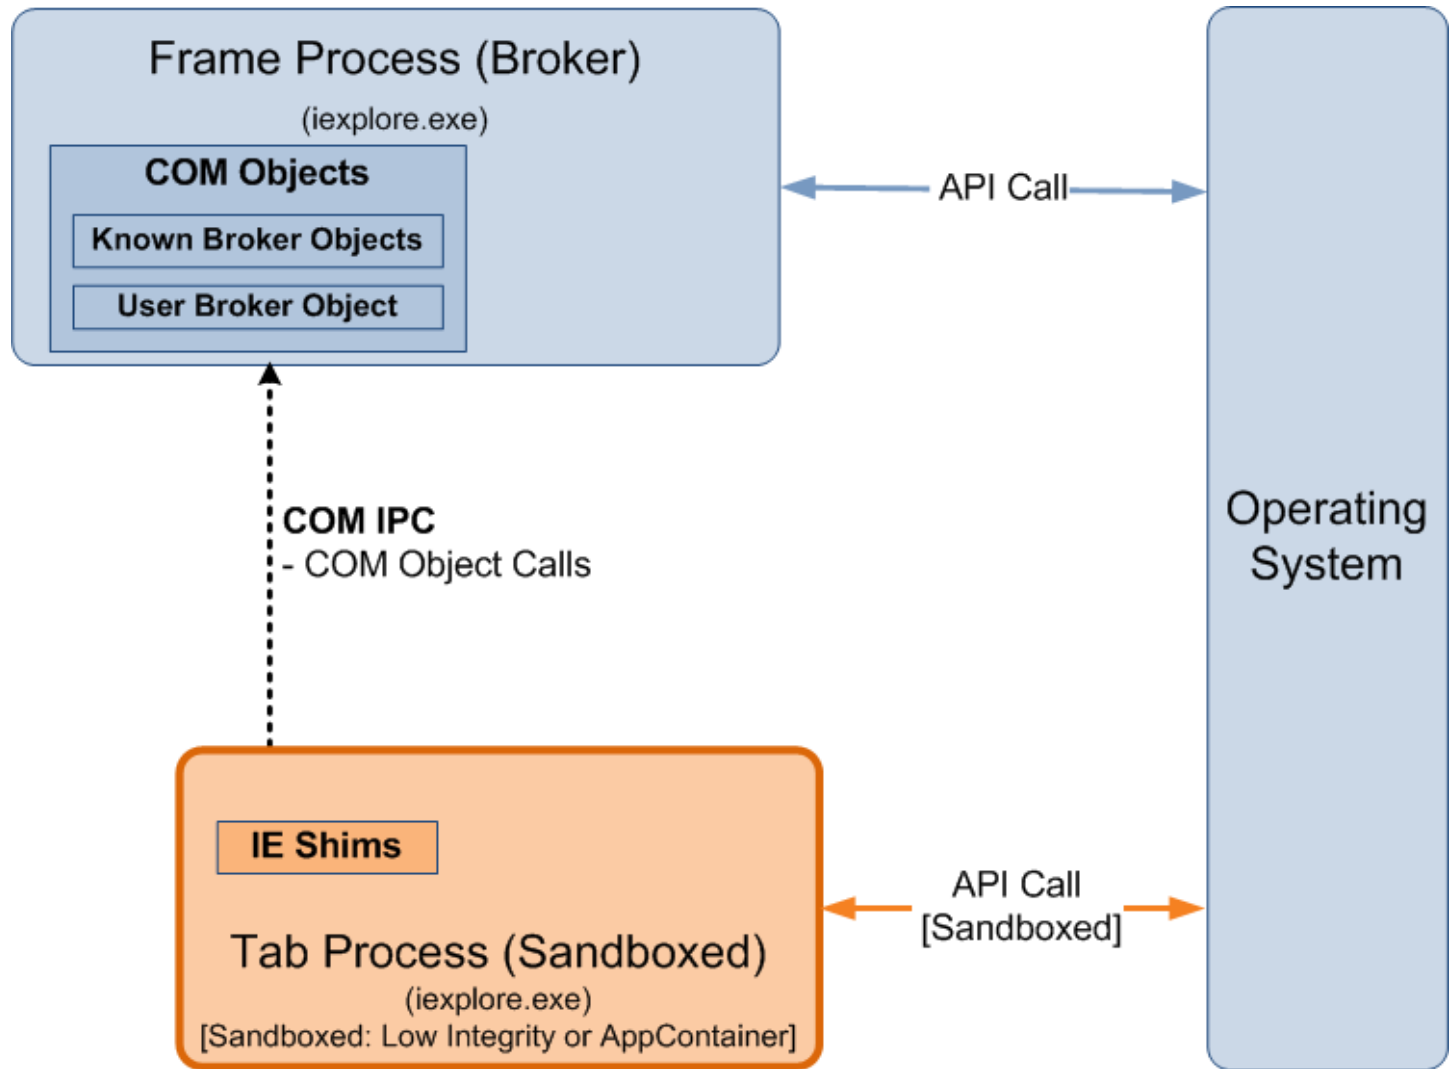 Frame Process (Broker)
(iexplore.exe)
COM Objects
Known Broker Objects
User Broker Object
API Call
COM IPC
- COM Object Calls
Operating
System
IE Shims
Tab Process (Sandboxed)
(iexplore.exe)
[Sandboxed: Low Integrity or AppContainer]
API Call
[Sandboxed]